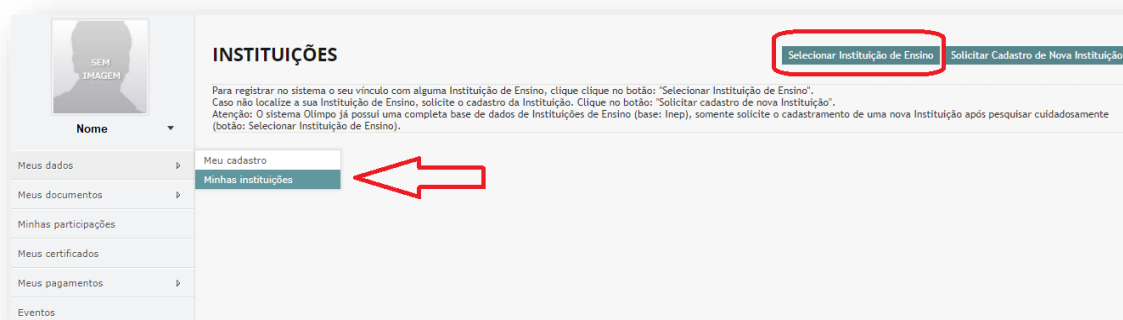 SEM
IMAGEM
Nome
Meus dados
Meus documentos
Minhas participações
Meus certificados
Meus pagamentos
Eventos
Meu cadastro
Minhas instituições
INSTITUIÇÕES
Selecionar Instituição de Ensino
Solicitar Cadastro de Nova Instituição
Para registrar no sistema o seu vínculo com alguma Instituição de Ensino, clique clique no botão: "Selecionar Instituição de Ensino".
Caso não localize a sua Instituição de Ensino, solicite o cadastro da Instituição. Clique no botão: "Solicitar cadastro de nova Instituição".
Atenção: O sistema Olimpo já possui uma completa base de dados de Instituições de Ensino (base: Inep), somente solicite o cadastramento de uma nova Instituição após pesquisar cuidadosamente
(botão: Selecionar Instituição de Ensino).